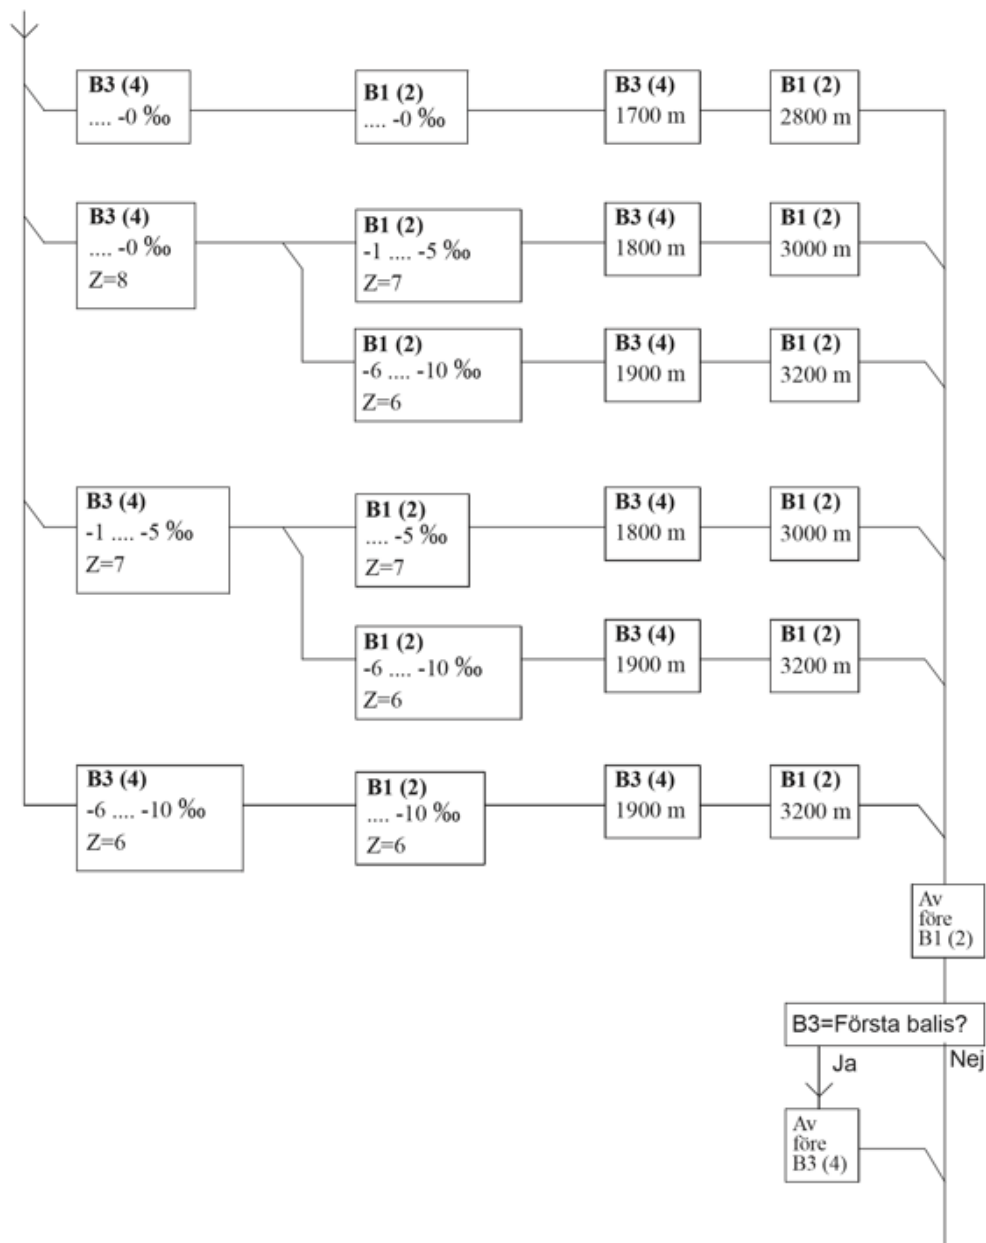 B3 (4)
.... -0 ‰
B1 (2)
.... -0 ‰
B3 (4)
1700 m
B1 (2)
2800 m
B3 (4)
.... -0 ‰
Z=8
B1 (2)
-1 .... -5 ‰
Z=7
B3 (4)
1800 m
B1 (2)
3000 m
B1 (2)
-6 .... -10 ‰
Z=6
B3 (4)
1900 m
B1 (2)
3200 m
B3 (4)
-1 .... -5 ‰
Z=7
B1 (2)
.... -5 ‰
Z=7
B3 (4)
1800 m
B1 (2)
3000 m
B1 (2)
-6 .... -10 ‰
Z=6
B3 (4)
1900 m
B1 (2)
3200 m
B3 (4)
-6 .... -10 ‰
Z=6
B1 (2)
.... -10 ‰
Z=6
B3 (4)
1900 m
B1 (2)
3200 m
Av
före
B1 (2)
B3=Första balis?
Ja
Nej
Av
före
B3 (4)